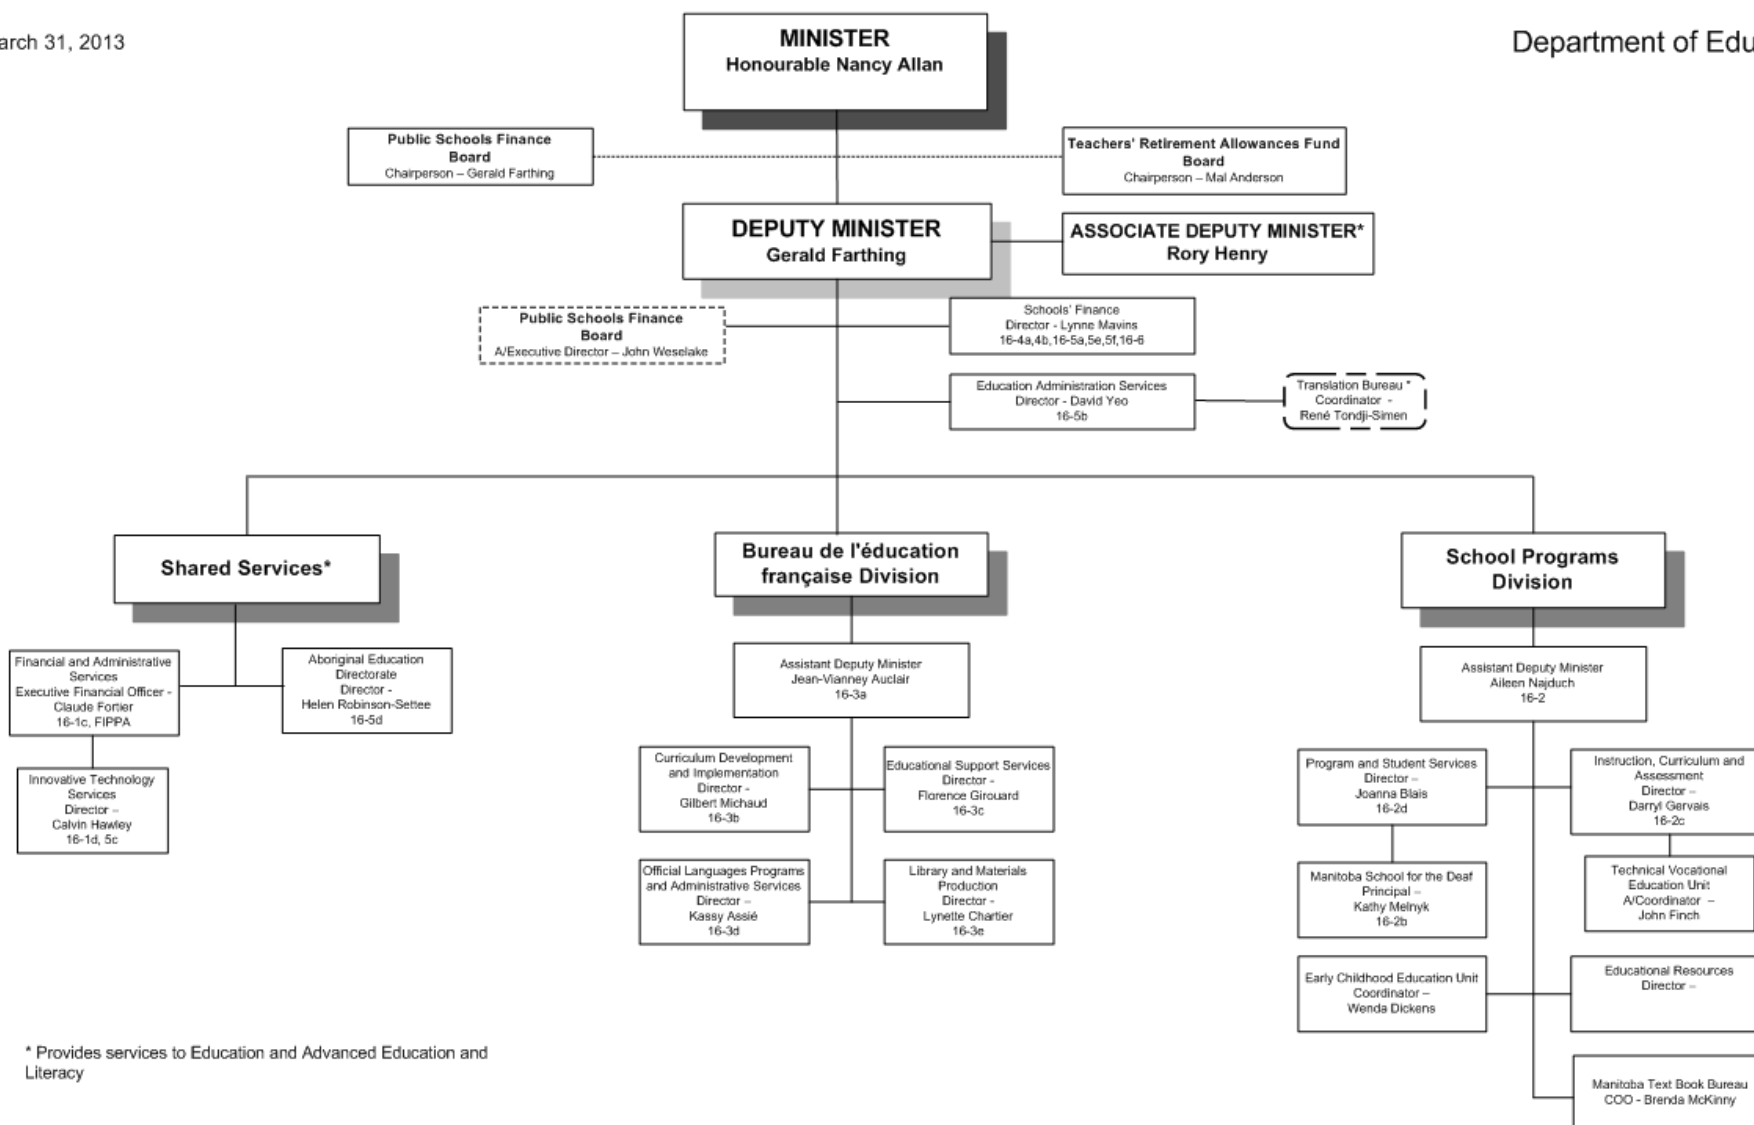 arch 31, 2013
Department of Edu
MINISTER
Honourable Nancy Allan
Public Schools Finance
Board
Chairperson – Gerald Farthing
Teachers' Retirement Allowances Fund
Board
Chairperson – Mal Anderson
DEPUTY MINISTER
Gerald Farthing
ASSOCIATE DEPUTY MINISTER*
Rory Henry
Public Schools Finance
Board
A/Executive Director – John Weselake
Schools' Finance
Director - Lynne Mavins
16-4a,4b,16-5a,5e,5f,16-6
Education Administration Services
Director - David Yeo
16-5b
Translation Bureau *
Coordinator -
René Tondji-Simen
Shared Services*
Bureau de l'éducation
française Division
School Programs
Division
Financial and Administrative
Services
Executive Financial Officer -
Claude Fortier
16-1c, FIPPA
Aboriginal Education
Directorate
Director -
Helen Robinson-Settee
16-5d
Innovative Technology
Services
Director –
Calvin Hawley
16-1d, 5c
Assistant Deputy Minister
Jean-Vianney Auclair
16-3a
Curriculum Development
and Implementation
Director -
Gilbert Michaud
16-3b
Educational Support Services
Director -
Florence Girouard
16-3c
Official Languages Programs
and Administrative Services
Director –
Kassy Assié
16-3d
Library and Materials
Production
Director -
Lynette Chartier
16-3e
Assistant Deputy Minister
Aileen Najduch
16-2
Program and Student Services
Director –
Joanna Blais
16-2d
Instruction, Curriculum and
Assessment
Director –
Darryl Gervais
16-2c
Manitoba School for the Deaf
Principal –
Kathy Melnyk
16-2b
Technical Vocational
Education Unit
A/Coordinator –
John Finch
Early Childhood Education Unit
Coordinator –
Wenda Dickens
Educational Resources
Director –
Manitoba Text Book Bureau
COO - Brenda McKinny
* Provides services to Education and Advanced Education and
Literacy